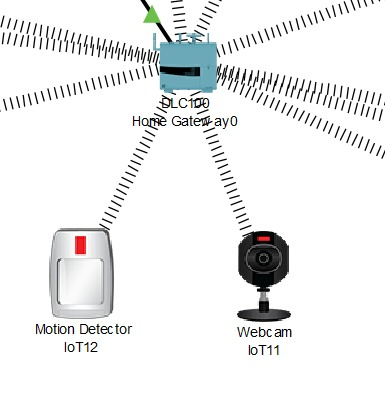 DLC100
Home Gateway0
Motion Detector
IoT12
Webcam
IoT11